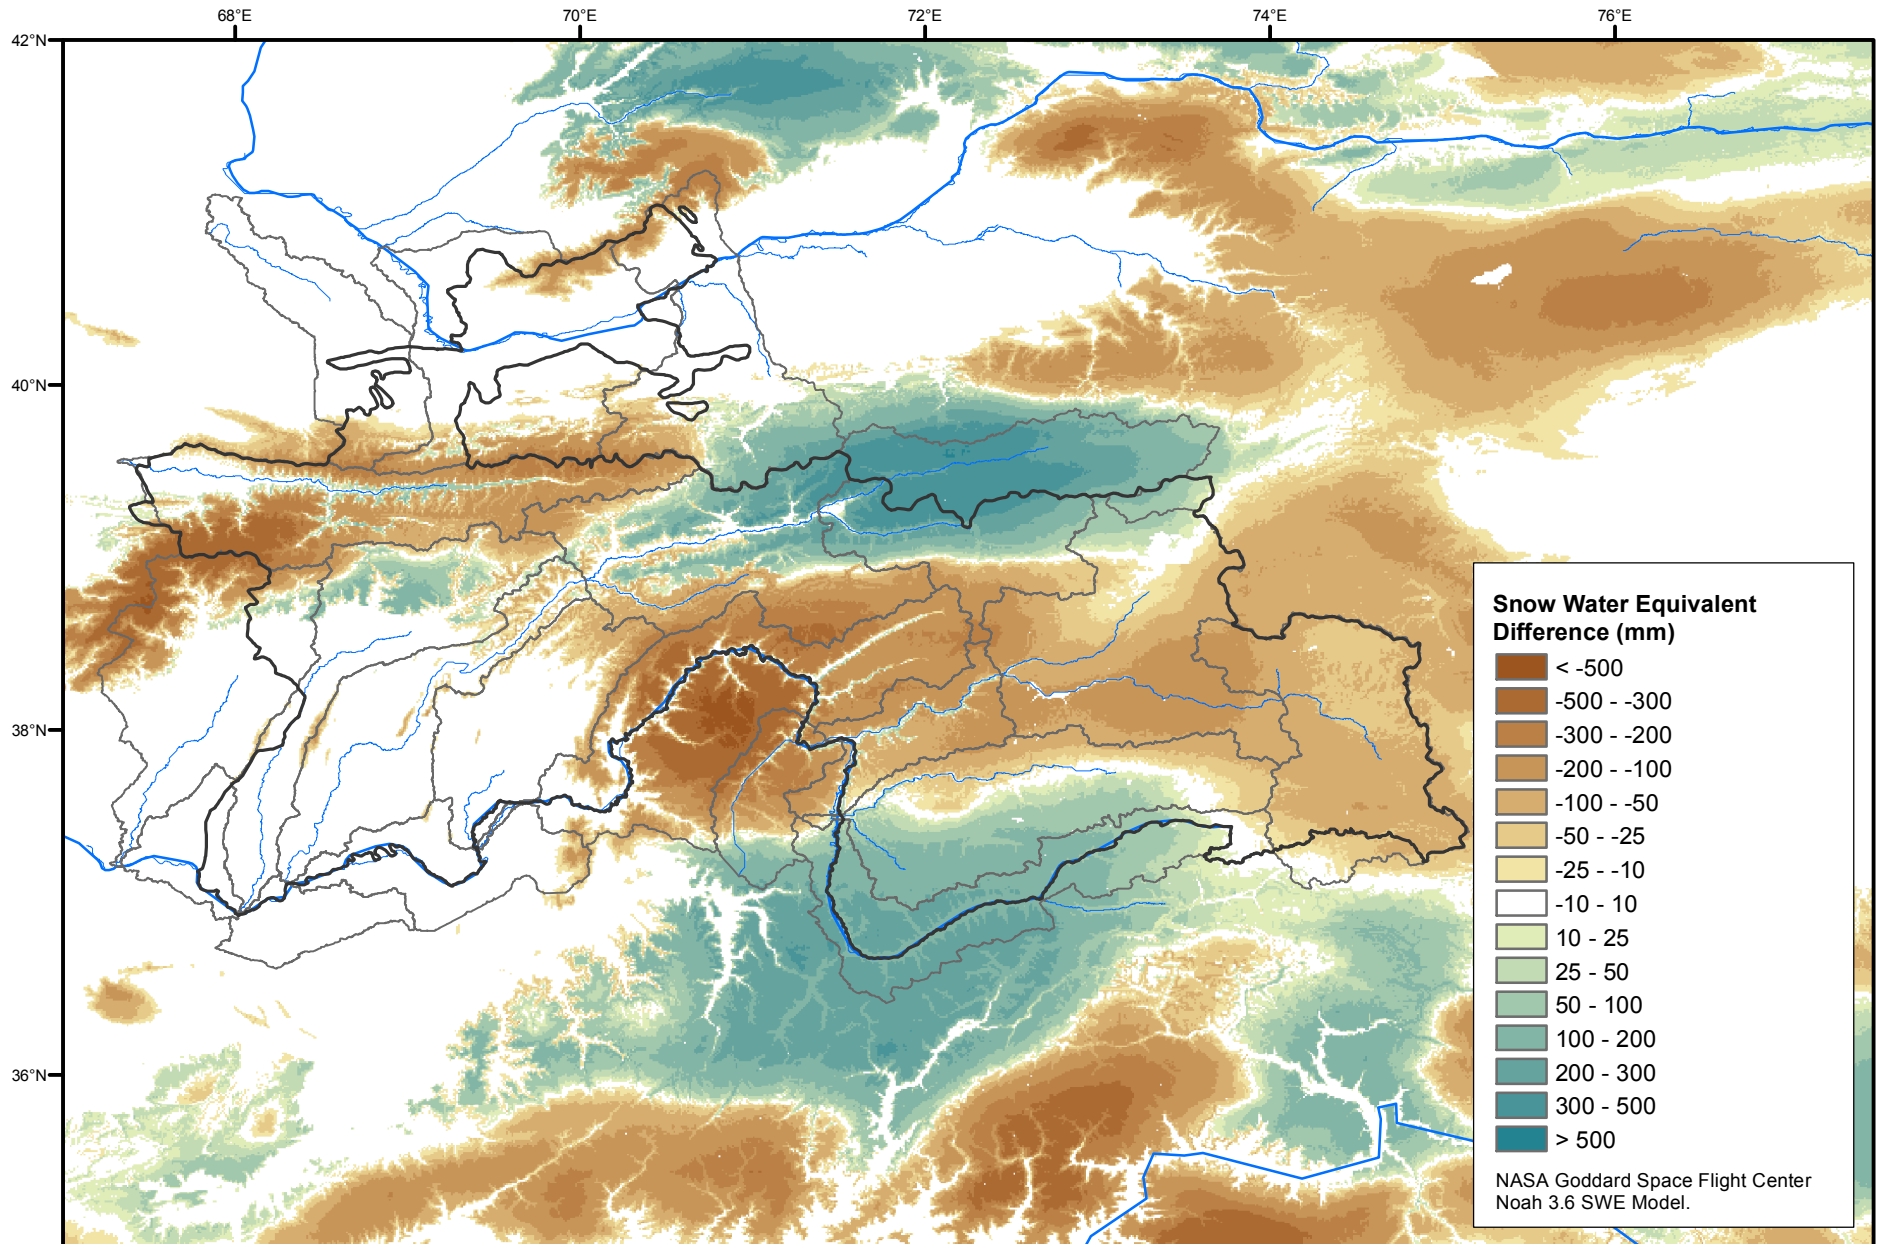 68°E
70°E
72°E
74°E
76°E
42°N
40°N
38°N
36°N
Snow Water Equivalent
Difference (mm)
< -500
-500 - -300
-300 - -200
-200 - -100
-100 - -50
-50 - -25
-25 - -10
-10 - 10
10 - 25
25 - 50
50 - 100
100 - 200
200 - 300
300 - 500
> 500
NASA Goddard Space Flight Center
Noah 3.6 SWE Model.